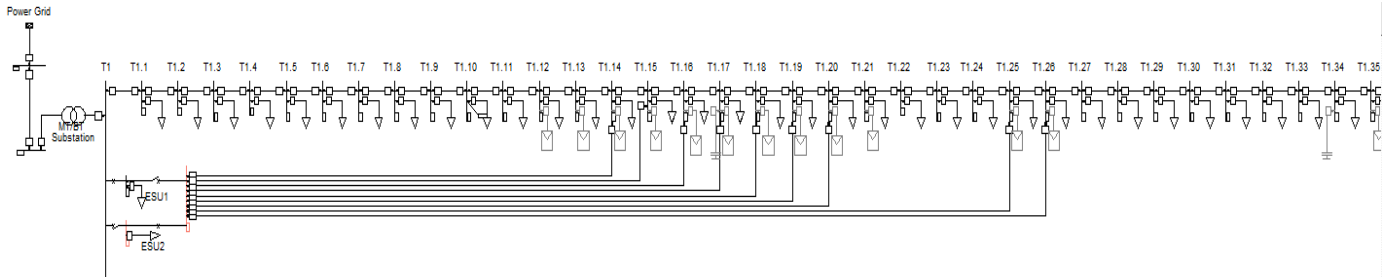 Power Grid
T1 T1.1 T1.2 T1.3 T1.4 T1.5 T1.6 T1.7 T1.8 T1.9 T1.10 T1.11 T1.12 T1.13 T1.14 T1.15 T1.16 T1.17 T1.18 T1.19 T1.20 T1.21 T1.22 T1.23 T1.24 T1.25 T1.26 T1.27 T1.28 T1.29 T1.30 T1.31 T1.32 T1.33 T1.34 T1.35
MT/BT
Substation
ESU1
ESU2